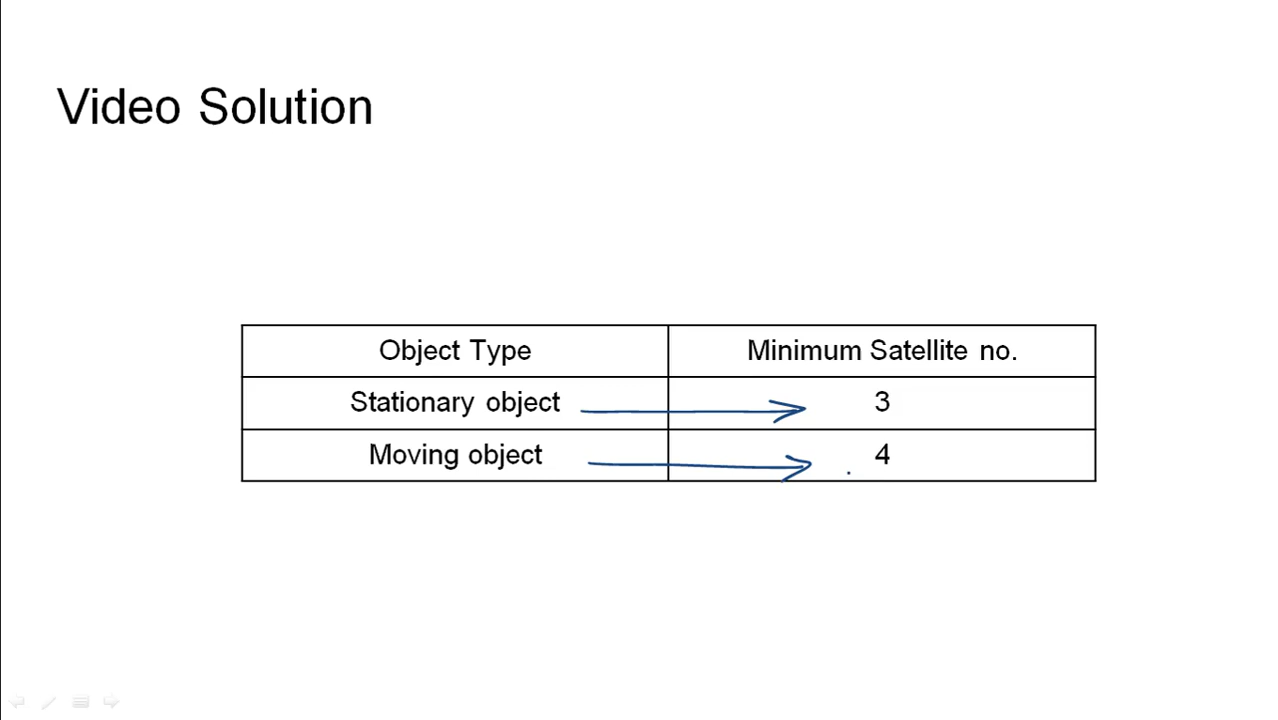 Video Solution
Object Type Minimum Satellite no.
Stationary object 3
Moving object 4